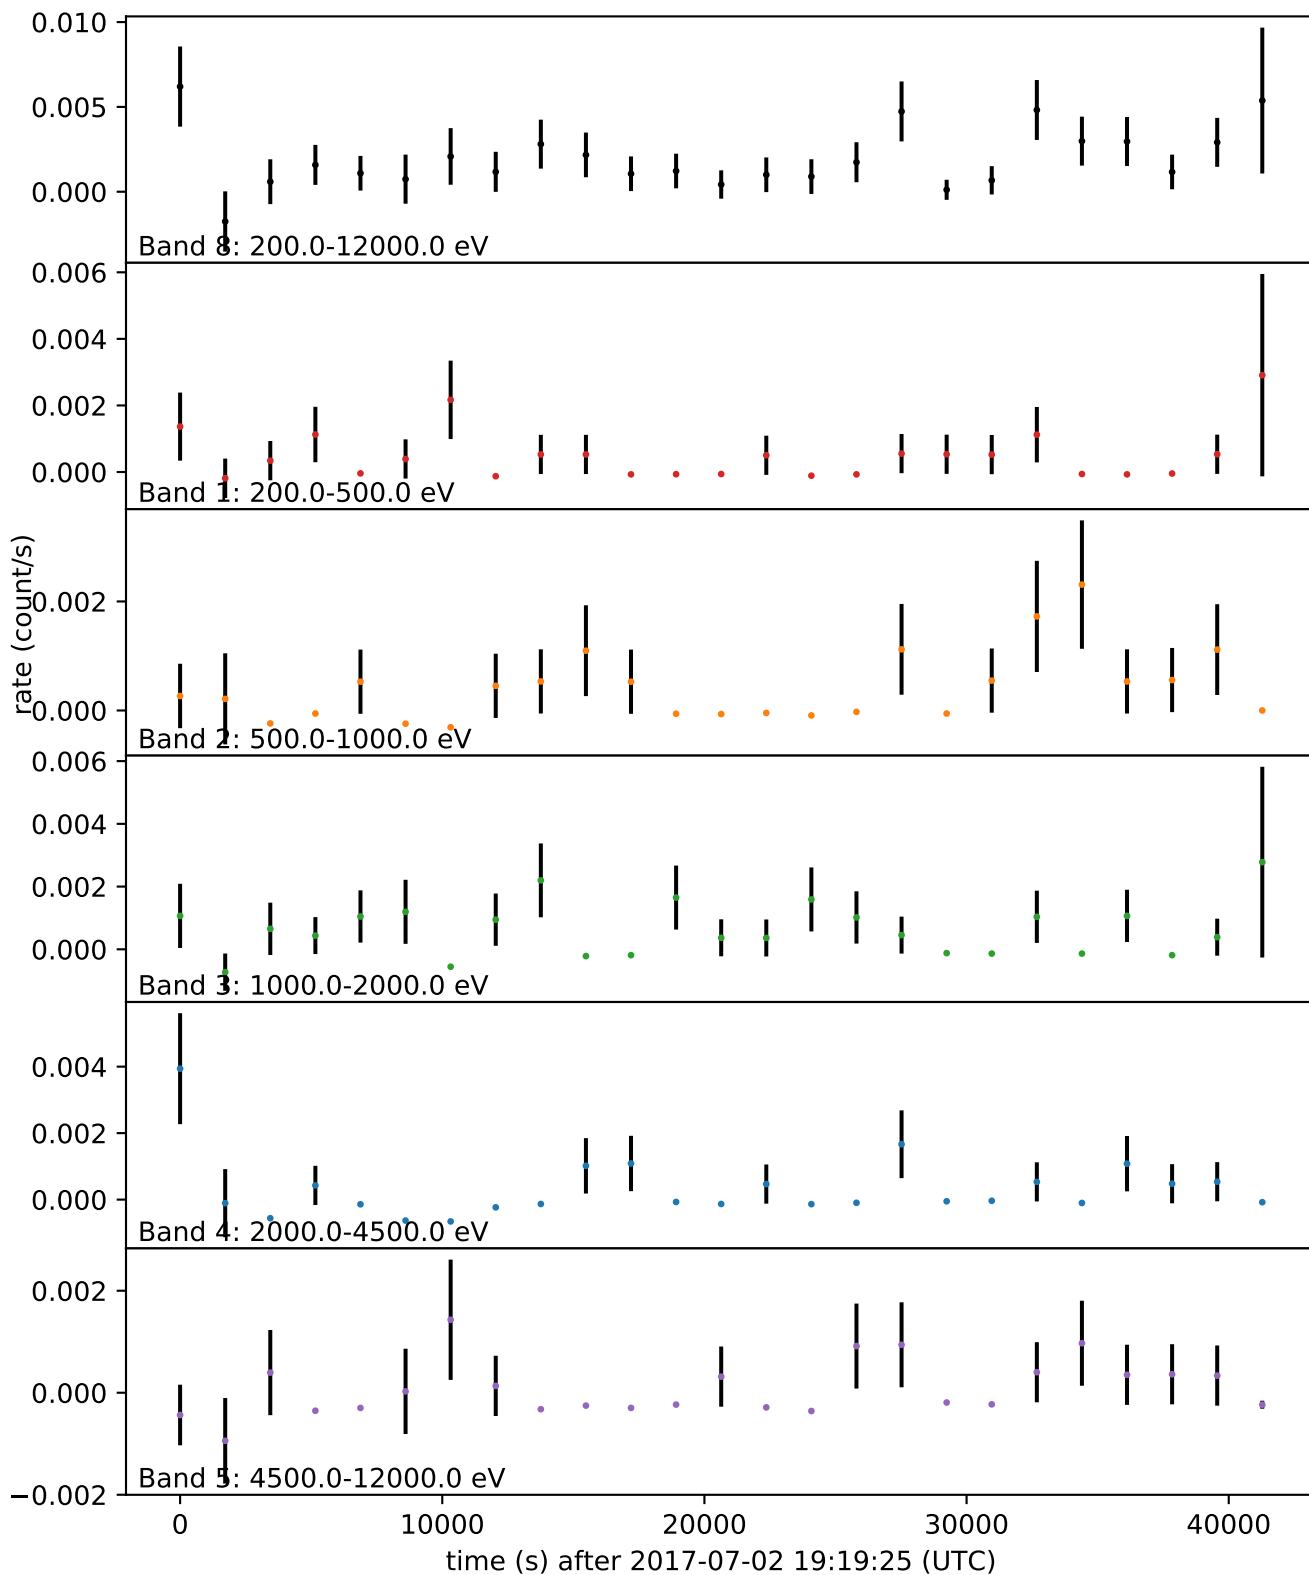 0.010
0.005
0.000
Band 8: 200.0-12000.0 eV
0.006
0.004
0.002
0.000
Band 1: 200.0-500.0 eV
rate (count/s)
0.002
0.000
Band 2: 500.0-1000.0 eV
0.006
0.004
0.002
0.000
Band 3: 1000.0-2000.0 eV
0.004
0.002
0.000
Band 4: 2000.0-4500.0 eV
0.002
0.000
Band 5: 4500.0-12000.0 eV
−0.002
0 10000 20000 30000 40000
time (s) after 2017-07-02 19:19:25 (UTC)